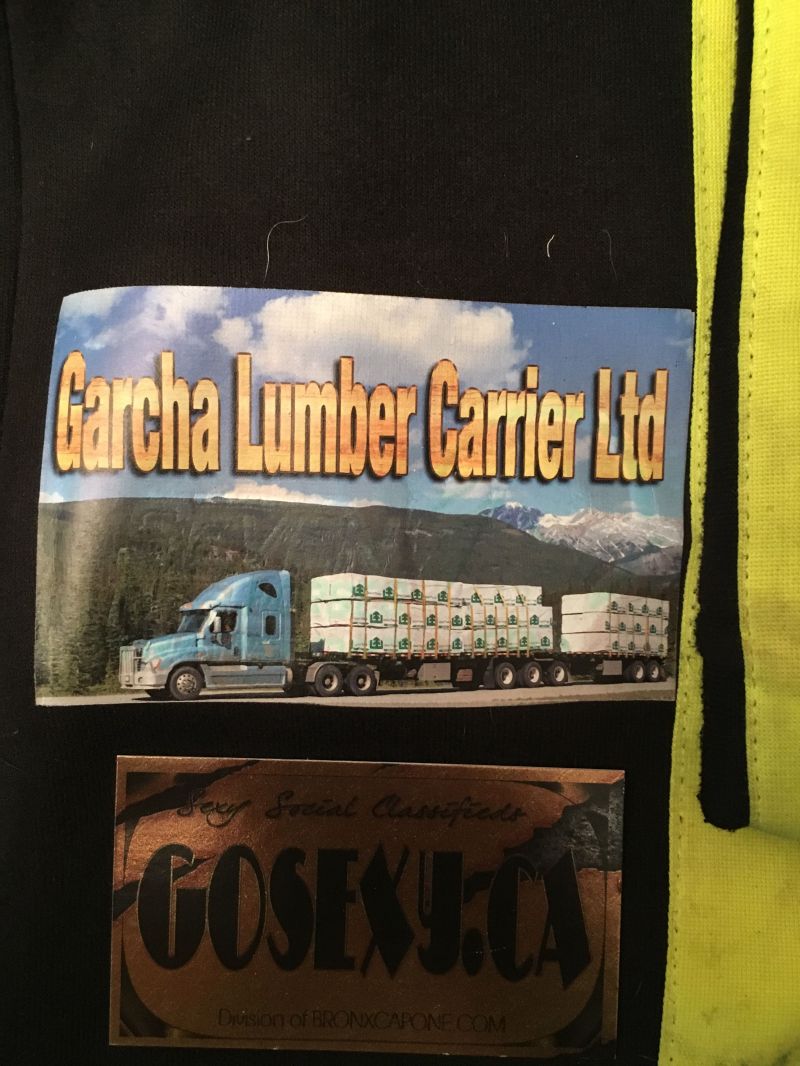 Garcha Lumber Carrier Ltd
Sexy Social Classifieds
GOSEXY.CA
Division of BRONXCAPONE.COM